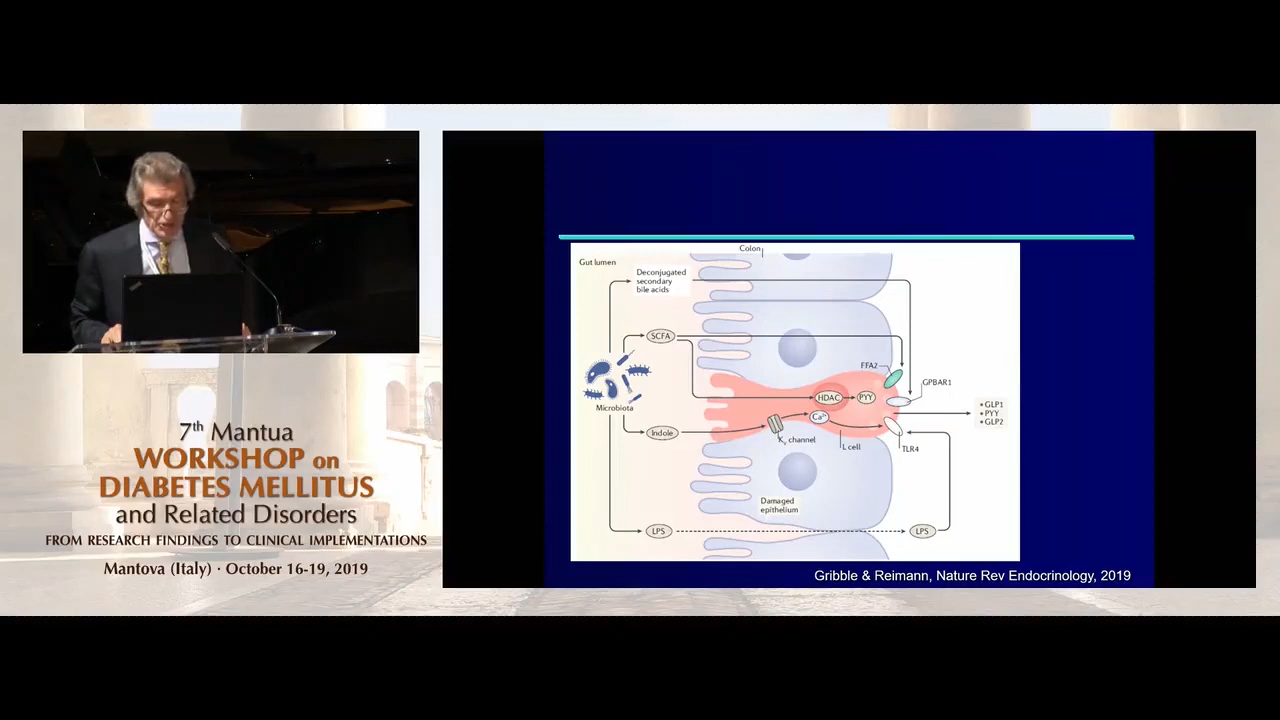 7th Mantua
WORKSHOP on
DIABETES MELLITUS
and Related Disorders
FROM RESEARCH FINDINGS TO CLINICAL IMPLEMENTATIONS
Mantova (Italy) · October 16-19, 2019
Colon
Gut lumen
Deconjugated
secondary
bile acids
SCFA
FFA2
GPBAR1
HDAC
PYY
Microbiota
Ca2+
• GLP1
• PYY
• GLP2
Indole
Kv channel
L cell
TLR4
Damaged
epithelium
LPS
LPS
Gribble & Reimann, Nature Rev Endocrinology, 2019